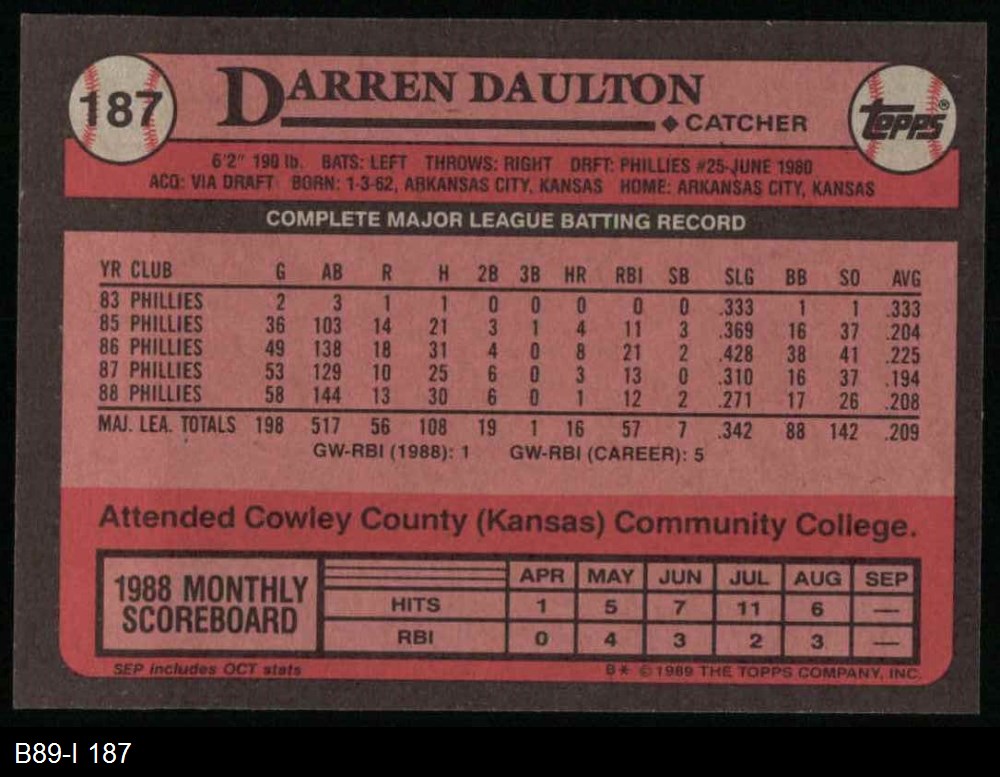 187
DARREN DAULTON
◆ CATCHER
TOPPS®
6'2" 190 lb. BATS: LEFT THROWS: RIGHT DRFT: PHILLIES #25-JUNE 1980
ACQ: VIA DRAFT BORN: 1-3-62, ARKANSAS CITY, KANSAS HOME: ARKANSAS CITY, KANSAS
COMPLETE MAJOR LEAGUE BATTING RECORD
YR CLUB G AB R H 2B 3B HR RBI SB SLG BB SO AVG
83 PHILLIES 2 3 1 1 0 0 0 0 0 .333 1 1 .333
85 PHILLIES 36 103 14 21 3 1 4 11 3 .369 16 37 .204
86 PHILLIES 49 138 18 31 4 0 8 21 2 .428 38 41 .225
87 PHILLIES 53 129 10 25 6 0 3 13 0 .310 16 37 .194
88 PHILLIES 58 144 13 30 6 0 1 12 2 .271 17 26 .208
MAJ. LEA. TOTALS 198 517 56 108 19 1 16 57 7 .342 88 142 .209
GW-RBI (1988): 1 GW-RBI (CAREER): 5
Attended Cowley County (Kansas) Community College.
1988 MONTHLY
SCOREBOARD
APR MAY JUN JUL AUG SEP
HITS 1 5 7 11 6 —
RBI 0 4 3 2 3 —
SEP includes OCT stats
B* © 1989 THE TOPPS COMPANY, INC.
B89-I 187